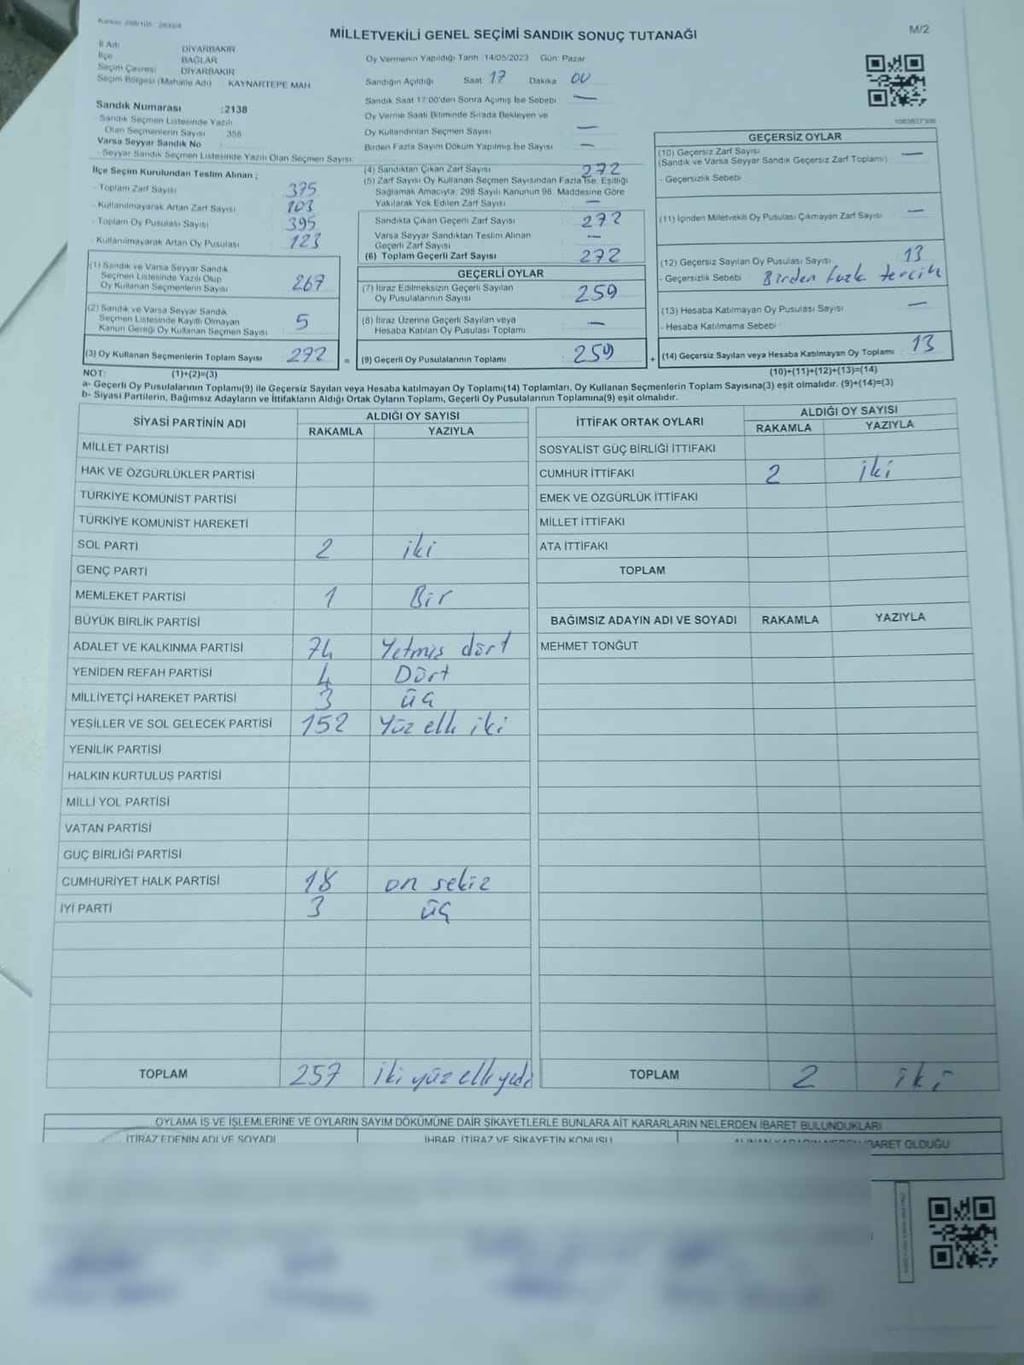 MİLLETVEKİLİ GENEL SEÇİMİ SANDIK SONUÇ TUTANAĞI
M/2
İl Adı DİYARBAKIR
İlçe BAĞLAR
Seçim Çevresi DİYARBAKIR
Seçim Bölgesi (Mahalle Adı) KAYNARTEPE MAH
Sandık Numarası :2138
Sandık Seçmen Listesinde Yazılı
Olan Seçmenlerin Sayısı 358
Varsa Seyyar Sandık No
Seyyar Sandık Seçmen Listesinde Yazılı Olan Seçmen Sayısı:
Oy Vermenin Yapıldığı Tarih :14/05/2023 Gün: Pazar
Sandığın Açıldığı Saat 17 Dakika 00
Sandık Saat 17:00'den Sonra Açılmış İse Sebebi —
Oy Verme Saati Bitiminde Sırada Bekleyen ve
Oy Kullandırılan Seçmen Sayısı —
Birden Fazla Sayım Döküm Yapılmış İse Sayısı —
İlçe Seçim Kurulundan Teslim Alınan ;
- Toplam Zarf Sayısı 375
- Kullanılmayarak Artan Zarf Sayısı 103
- Toplam Oy Pusulası Sayısı 395
- Kullanılmayarak Artan Oy Pusulası 123
(1) Sandık ve Varsa Seyyar Sandık
Seçmen Listesinde Yazılı Olup
Oy Kullanan Seçmenlerin Sayısı 267
(2) Sandık ve Varsa Seyyar Sandık
Seçmen Listesinde Kayıtlı Olmayan
Kanun Gereği Oy Kullanan Seçmen Sayısı 5
(3) Oy Kullanan Seçmenlerin Toplam Sayısı 272 =
(4) Sandıktan Çıkan Zarf Sayısı 272
(5) Zarf Sayısı Oy Kullanan Seçmen Sayısından Fazla İse, Eşitliği
Sağlamak Amacıyla, 298 Sayılı Kanunun 98. Maddesine Göre
Yakılarak Yok Edilen Zarf Sayısı —
Sandıkta Çıkan Geçerli Zarf Sayısı 272
Varsa Seyyar Sandıktan Teslim Alınan
Geçerli Zarf Sayısı —
(6) Toplam Geçerli Zarf Sayısı 272
GEÇERLİ OYLAR
(7) İtiraz Edilmeksizin Geçerli Sayılan
Oy Pusulalarının Sayısı 259
(8) İtiraz Üzerine Geçerli Sayılan veya
Hesaba Katılan Oy Pusulası Toplamı —
(9) Geçerli Oy Pusulalarının Toplamı 259 +
GEÇERSİZ OYLAR
(10) Geçersiz Zarf Sayısı —
(Sandık ve Varsa Seyyar Sandık Geçersiz Zarf Toplamı)
- Geçersizlik Sebebi
(11) İçinden Milletvekili Oy Pusulası Çıkmayan Zarf Sayısı —
(12) Geçersiz Sayılan Oy Pusulası Sayısı 13
- Geçersizlik Sebebi Birden fazla tercih
(13) Hesaba Katılmayan Oy Pusulası Sayısı —
- Hesaba Katılmama Sebebi
(14) Geçersiz Sayılan veya Hesaba Katılmayan Oy Toplamı 13
NOT: (1)+(2)=(3) (10)+(11)+(12)+(13)=(14)
a- Geçerli Oy Pusulalarının Toplamı(9) ile Geçersiz Sayılan veya Hesaba katılmayan Oy Toplamı(14) Toplamları, Oy Kullanan Seçmenlerin Toplam Sayısına(3) eşit olmalıdır. (9)+(14)=(3)
b- Siyasi Partilerin, Bağımsız Adayların ve İttifakların Aldığı Ortak Oyların Toplamı, Geçerli Oy Pusulalarının Toplamına(9) eşit olmalıdır.
SİYASİ PARTİNİN ADI ALDIĞI OY SAYISI
RAKAMLA YAZIYLA
MİLLET PARTİSİ
HAK VE ÖZGÜRLÜKLER PARTİSİ
TÜRKİYE KOMÜNİST PARTİSİ
TÜRKİYE KOMÜNİST HAREKETİ
SOL PARTİ 2 iki
GENÇ PARTİ
MEMLEKET PARTİSİ 1 Bir
BÜYÜK BİRLİK PARTİSİ
ADALET VE KALKINMA PARTİSİ 74 Yetmiş dört
YENİDEN REFAH PARTİSİ 4 Dört
MİLLİYETÇİ HAREKET PARTİSİ 3 üç
YEŞİLLER VE SOL GELECEK PARTİSİ 152 Yüz elli iki
YENİLİK PARTİSİ
HALKIN KURTULUŞ PARTİSİ
MİLLİ YOL PARTİSİ
VATAN PARTİSİ
GÜÇ BİRLİĞİ PARTİSİ
CUMHURİYET HALK PARTİSİ 18 on sekiz
İYİ PARTİ 3 üç
TOPLAM 257 iki yüz elli yedi
İTTİFAK ORTAK OYLARI ALDIĞI OY SAYISI
RAKAMLA YAZIYLA
SOSYALİST GÜÇ BİRLİĞİ İTTİFAKI
CUMHUR İTTİFAKI 2 iki
EMEK VE ÖZGÜRLÜK İTTİFAKI
MİLLET İTTİFAKI
ATA İTTİFAKI
TOPLAM
BAĞIMSIZ ADAYIN ADI VE SOYADI RAKAMLA YAZIYLA
MEHMET TONĞUT
TOPLAM 2 iki
OYLAMA İŞ VE İŞLEMLERİNE VE OYLARIN SAYIM DÖKÜMÜNE DAİR ŞİKAYETLERLE BUNLARA AİT KARARLARIN NELERDEN İBARET BULUNDUKLARI
İTİRAZ EDENİN ADI VE SOYADI İHBAR, İTİRAZ VE ŞİKAYETİN KONUSU